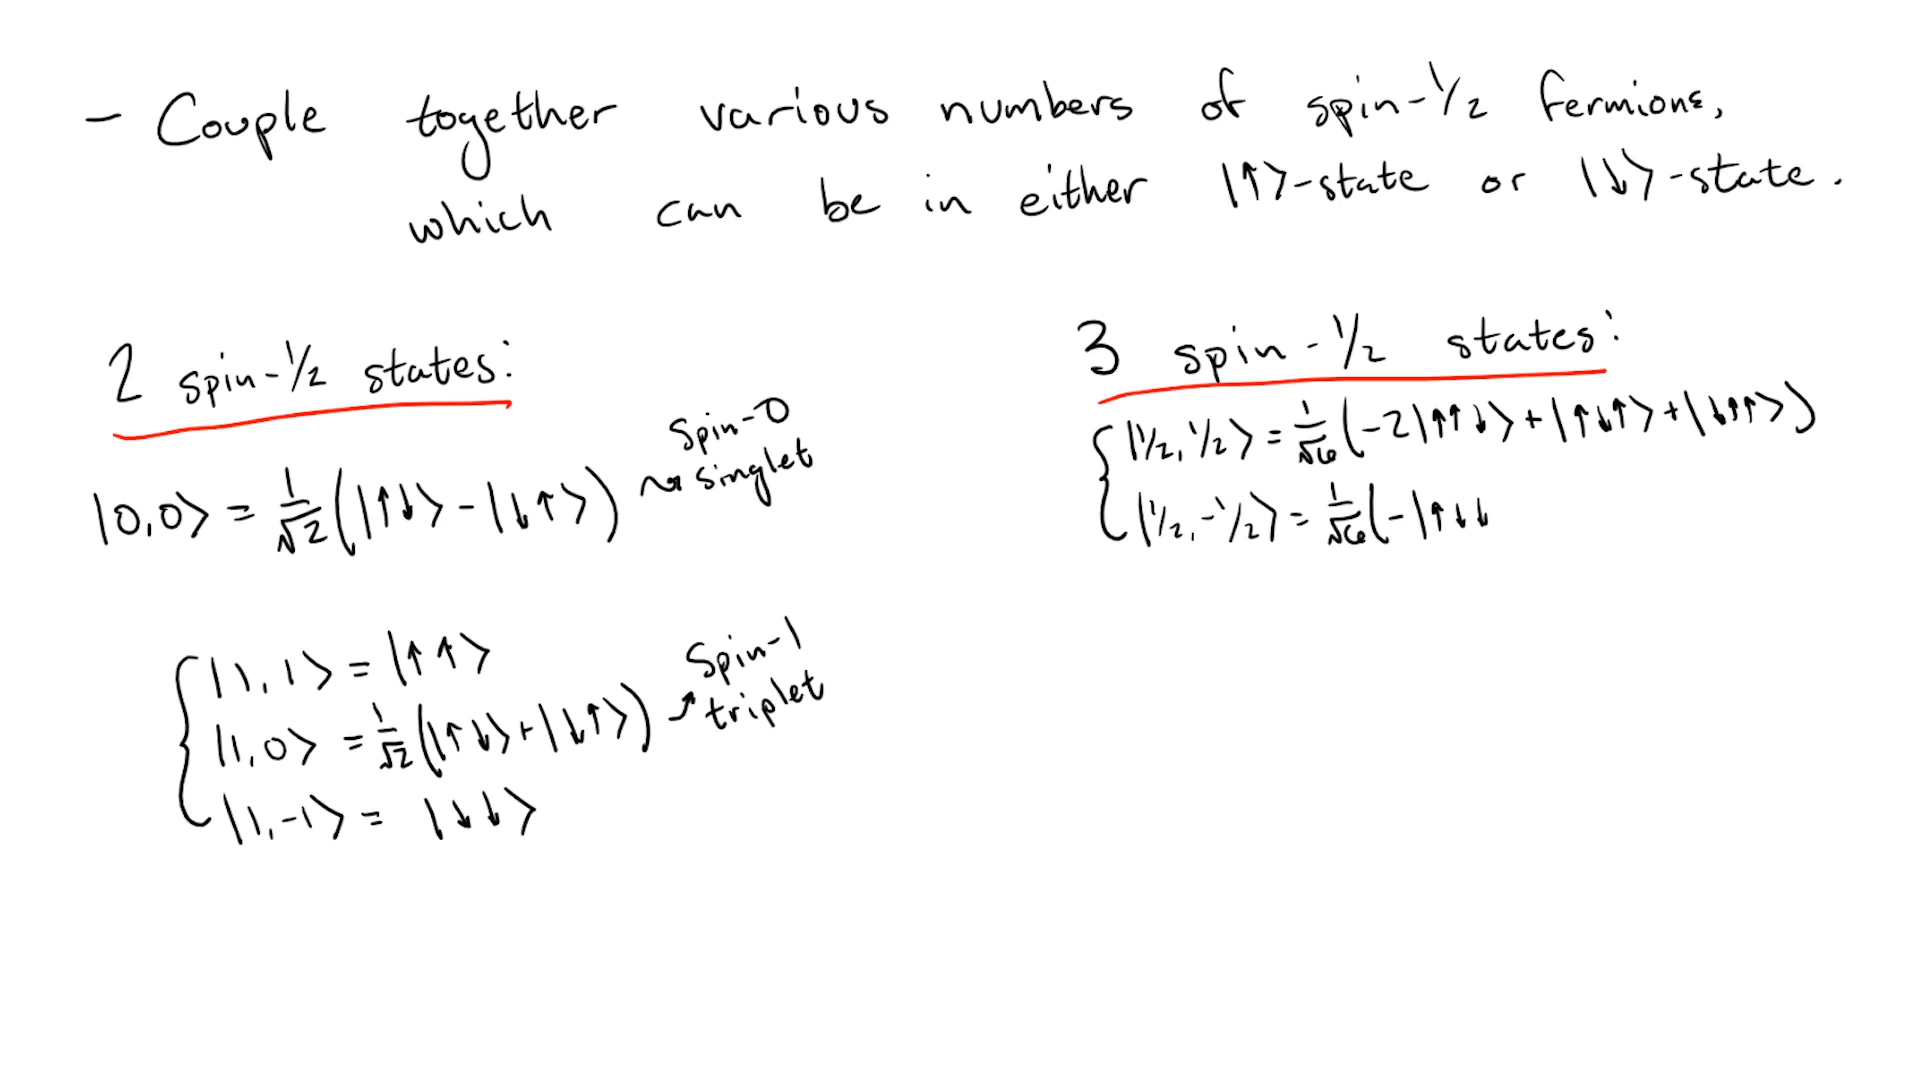 - Couple together various numbers of spin-1/2 fermions,
which can be in either |↑⟩-state or |↓⟩-state.
2 spin-1/2 states:
|0,0⟩ = 1/√2 (|↑↓⟩ - |↓↑⟩) ⇝ spin-0 singlet
{|1,1⟩ = |↑↑⟩
|1,0⟩ = 1/√2 (|↑↓⟩ + |↓↑⟩) ⇝ spin-1 triplet
|1,-1⟩ = |↓↓⟩
3 spin-1/2 states:
{|1/2, 1/2⟩ = 1/√6 (-2|↑↑↓⟩ + |↑↓↑⟩ + |↓↑↑⟩)
|1/2, -1/2⟩ = 1/√6 (-|↑↓↓